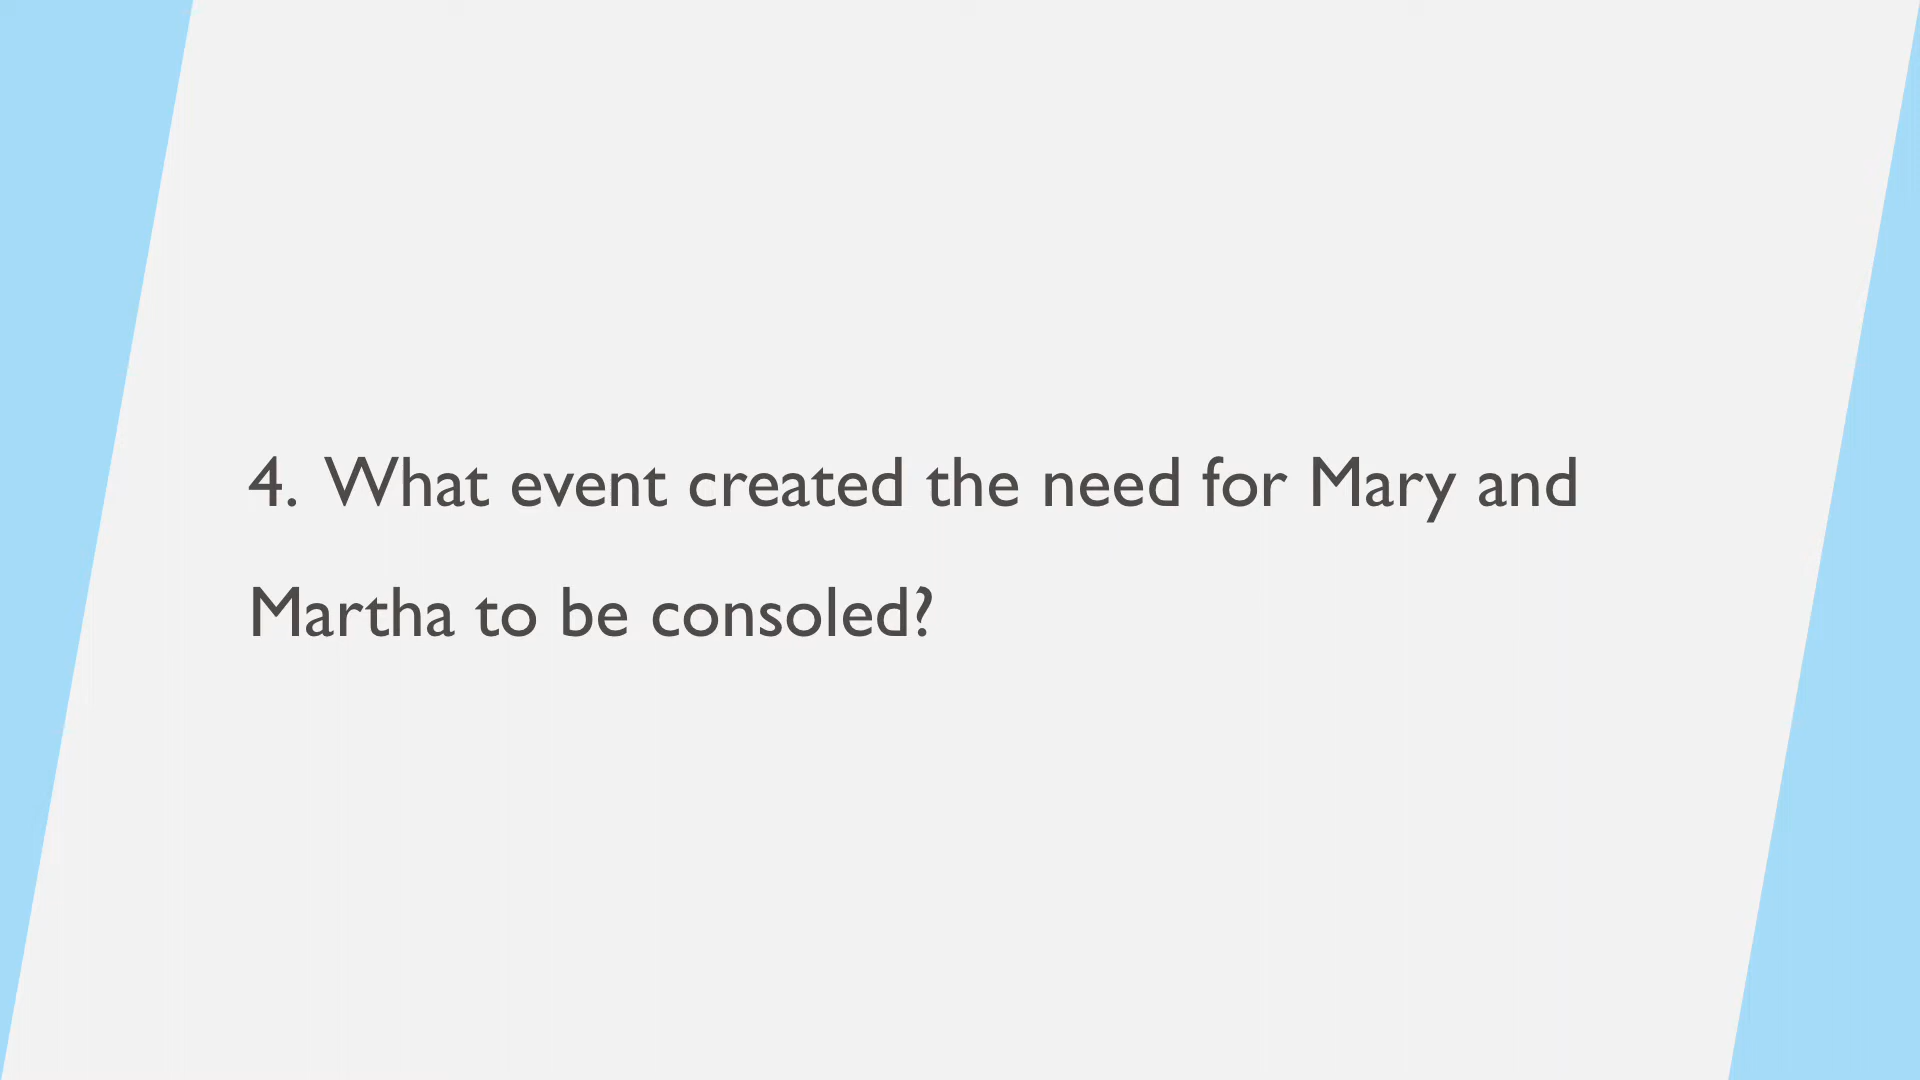 4. What event created the need for Mary and
Martha to be consoled?